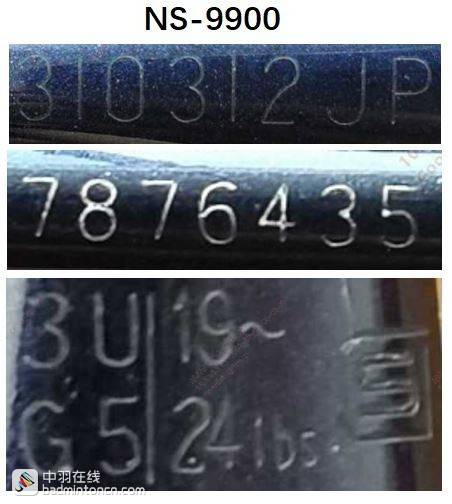 NS-9900
310312JP
7876435
3U 19~
G5 24lbs.
中羽在线
badmintoncn.com